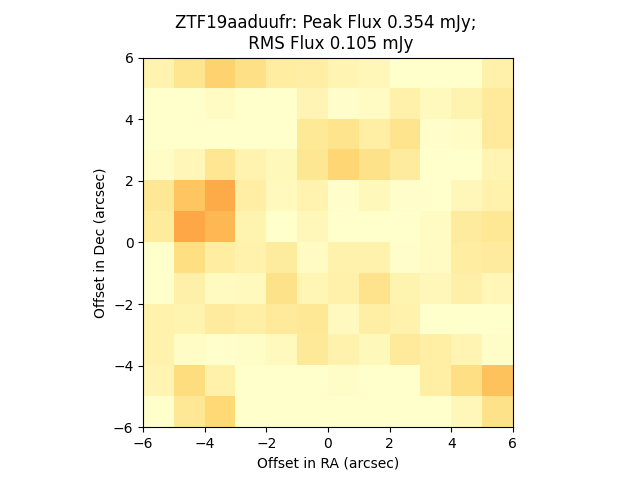 ZTF19aaduufr: Peak Flux 0.354 mJy;
RMS Flux 0.105 mJy
6
4
2
0
−2
−4
−6
Offset in Dec (arcsec)
−6 −4 −2 0 2 4 6
Offset in RA (arcsec)